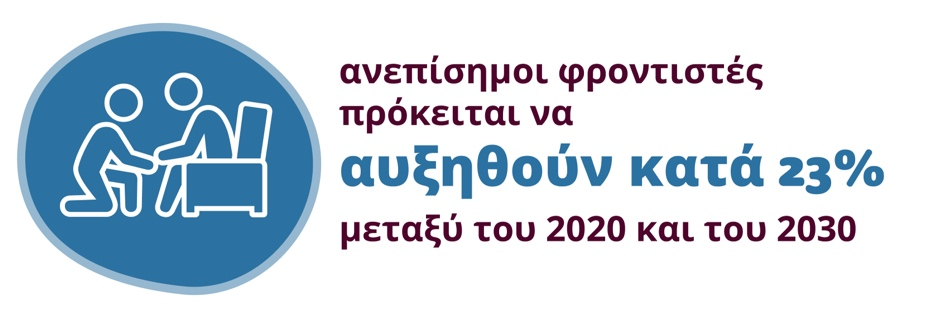 ανεπίσημοι φροντιστές
πρόκειται να
αυξηθούν κατά 23%
μεταξύ του 2020 και του 2030